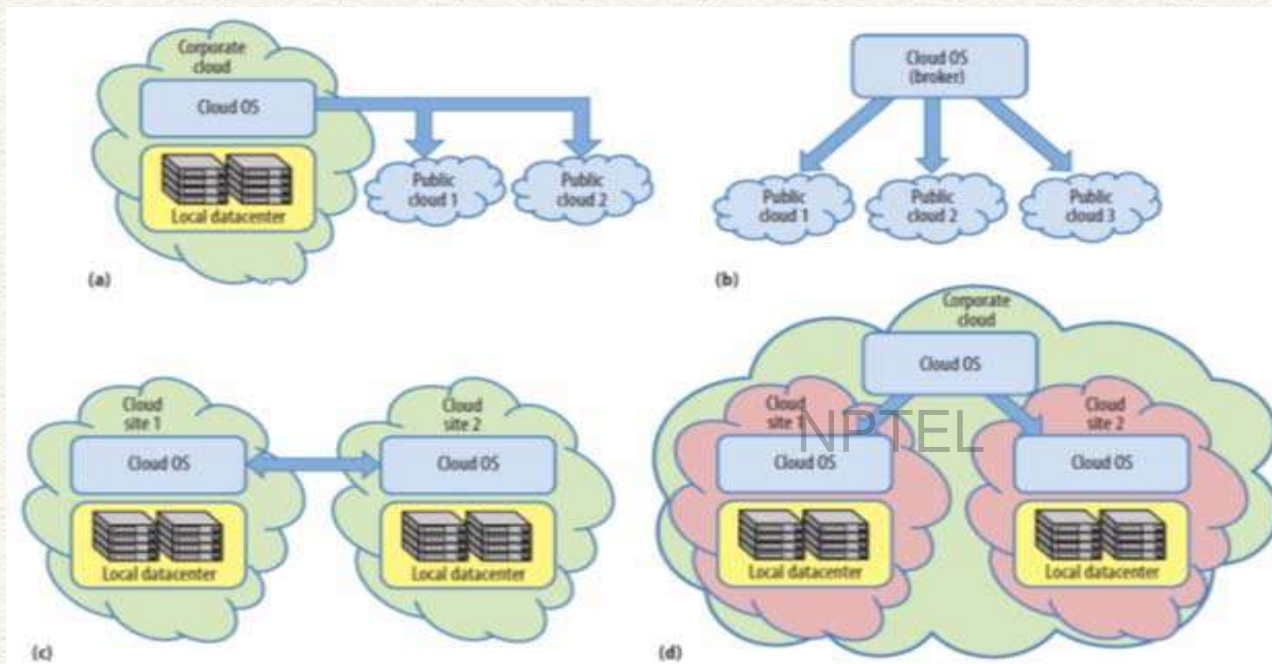 Corporate
cloud
Cloud OS
Local datacenter
Public
cloud 1
Public
cloud 2
(a)
Cloud OS
(broker)
Public
cloud 1
Public
cloud 2
Public
cloud 3
(b)
Cloud
site 1
Cloud OS
Local datacenter
Cloud
site 2
Cloud OS
Local datacenter
(c)
Corporate
cloud
Cloud OS
Cloud
site 1
Cloud OS
Local datacenter
Cloud
site 2
Cloud OS
Local datacenter
NPTEL
(d)